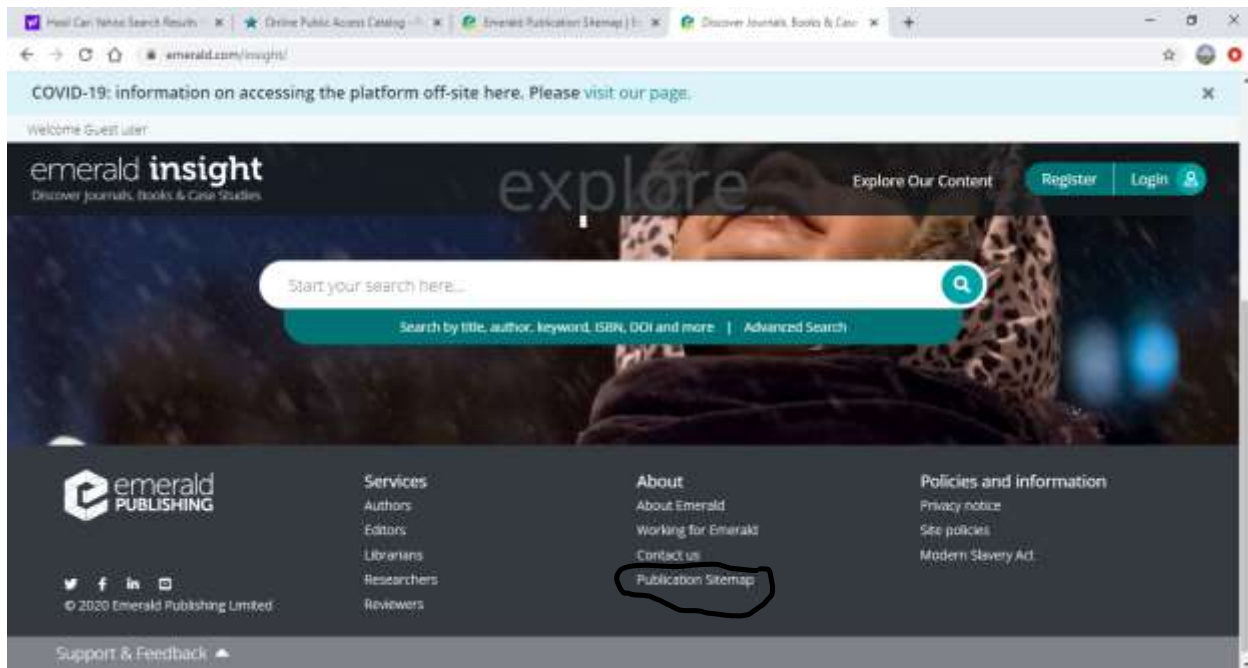 Online Public Access Catalog -
Emerald Publication Sitemap | E
Discover Journals, Books & Case
emerald.com/insight/
COVID-19: information on accessing the platform off-site here. Please visit our page.
Welcome Guest user
emerald insight
Discover Journals, Books & Case Studies
explore
Explore Our Content
Register
Login
Start your search here...
Search by title, author, keyword, ISBN, DOI and more | Advanced Search
emerald
PUBLISHING
© 2020 Emerald Publishing Limited
Services
Authors
Editors
Librarians
Researchers
Reviewers
About
About Emerald
Working for Emerald
Contact us
Publication Sitemap
Policies and information
Privacy notice
Site policies
Modern Slavery Act
Support & Feedback